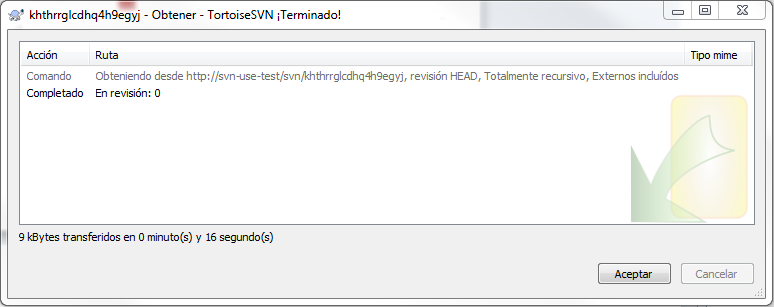 khthrrglcdhq4h9egyj - Obtener - TortoiseSVN ¡Terminado!
Acción Ruta Tipo mime
Comando Obteniendo desde http://svn-use-test/svn/khthrrglcdhq4h9egyj, revisión HEAD, Totalmente recursivo, Externos incluídos
Completado En revisión: 0
9 kBytes transferidos en 0 minuto(s) y 16 segundo(s)
Aceptar Cancelar